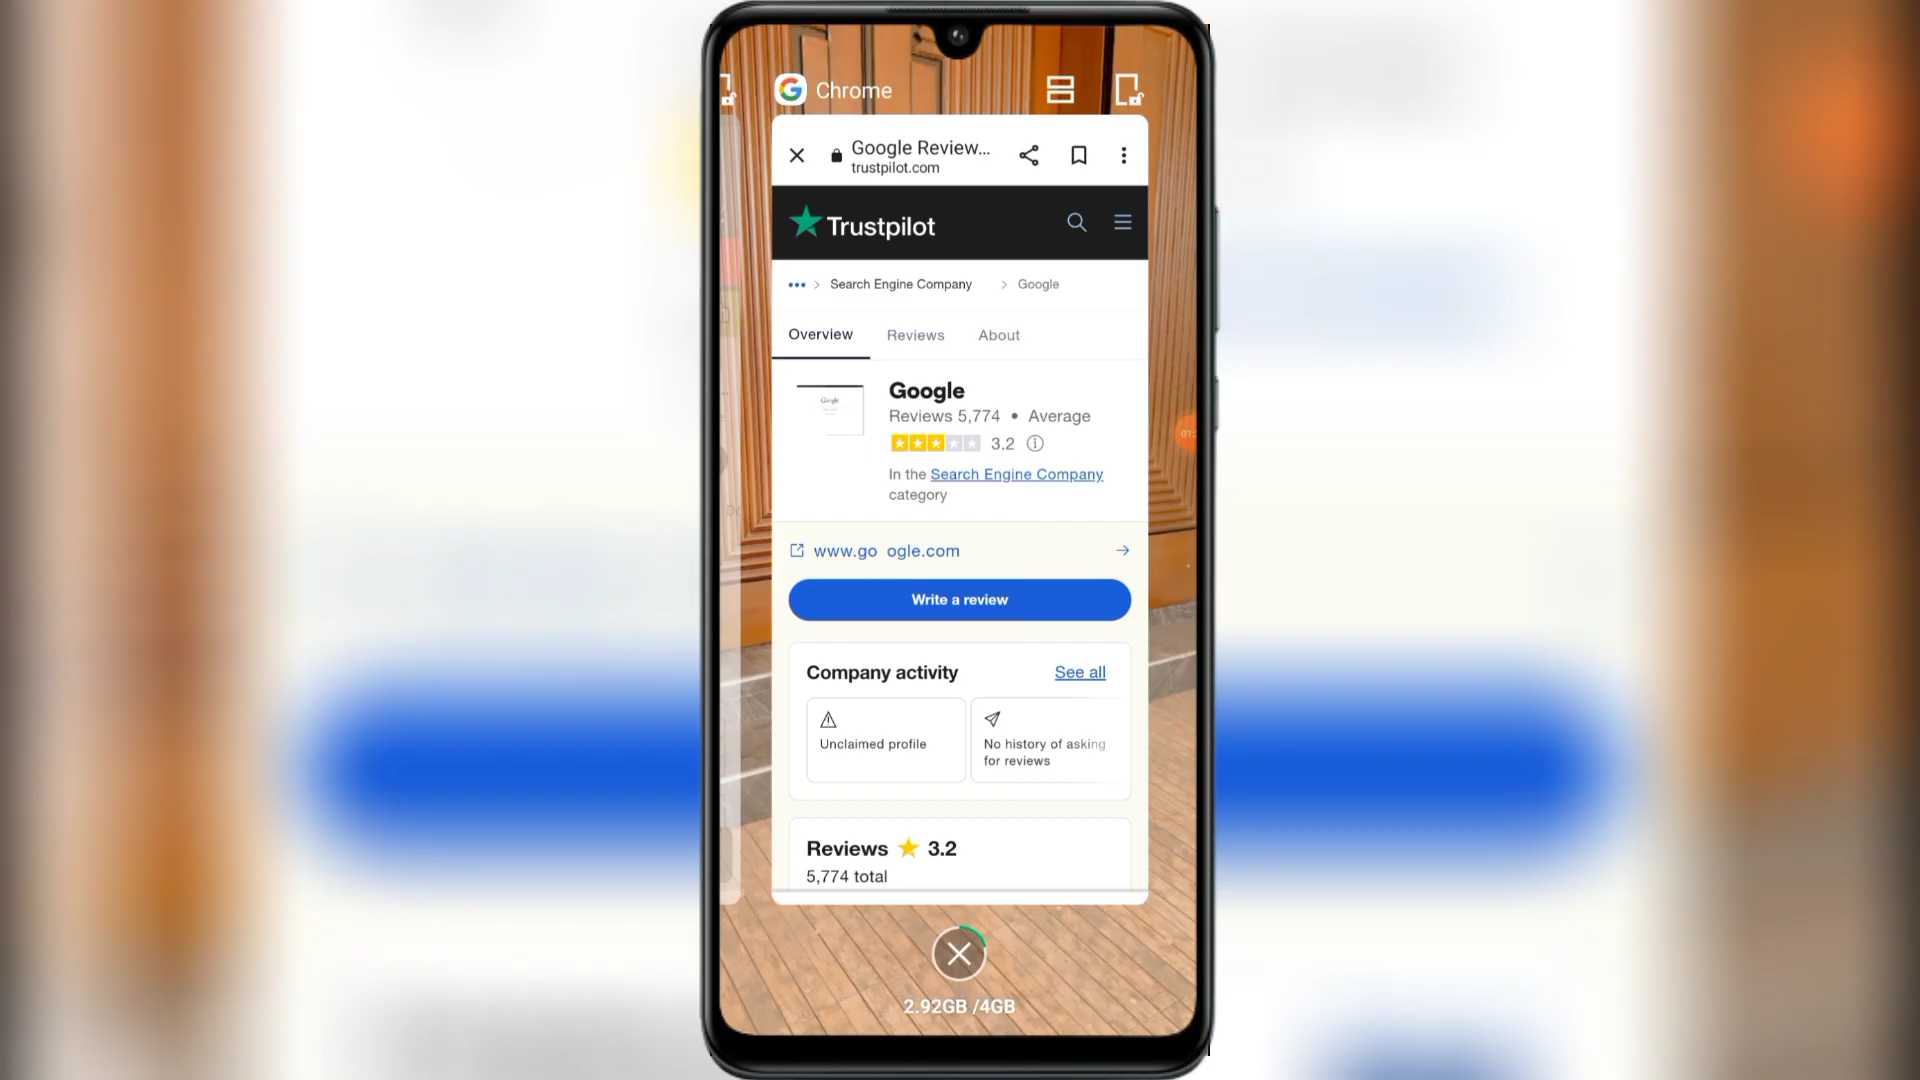 Chrome
Google Review...
trustpilot.com
Trustpilot
Search Engine Company
Google
Overview
Reviews
About
Google
Google
Reviews 5,774 • Average
3.2
In the Search Engine Company
category
www.go ogle.com
Write a review
Company activity
See all
Unclaimed profile
No history of asking
for reviews
Reviews 3.2
5,774 total
2.92GB /4GB